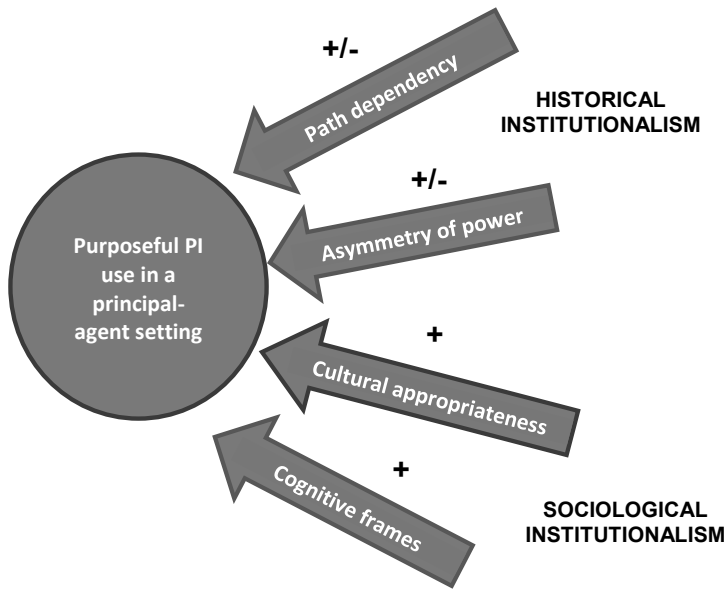 +/-
Path dependency
HISTORICAL
INSTITUTIONALISM
+/-
Asymmetry of power
Purposeful PI
use in a
principal-
agent setting
+
Cultural appropriateness
+
Cognitive frames
SOCIOLOGICAL
INSTITUTIONALISM